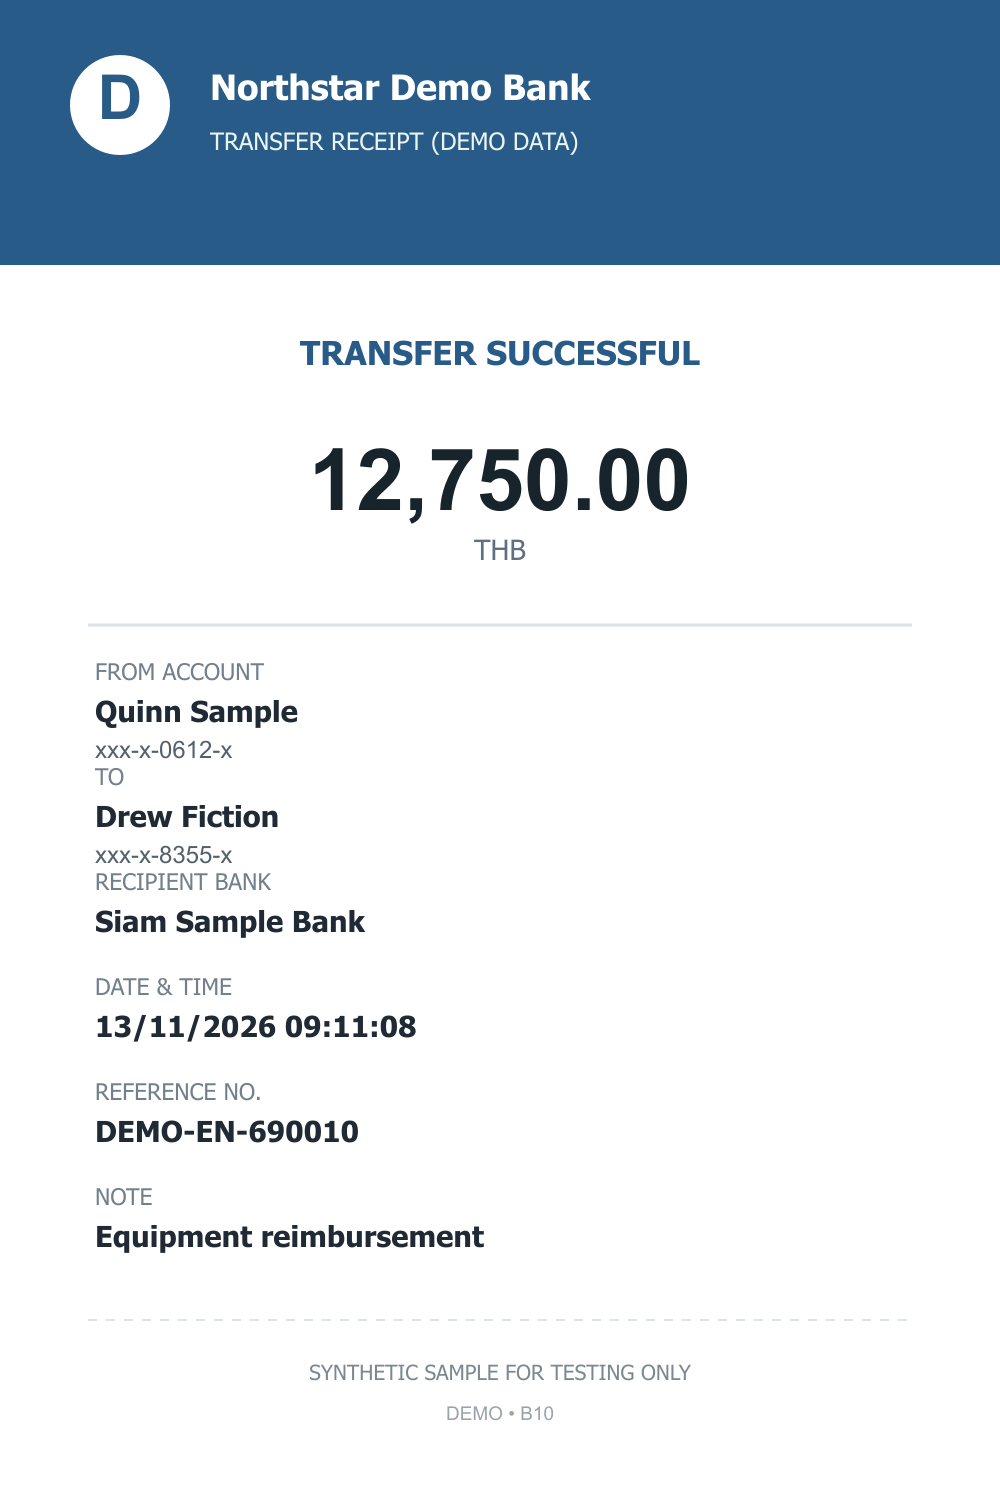 D
Northstar Demo Bank
TRANSFER RECEIPT (DEMO DATA)
TRANSFER SUCCESSFUL
12,750.00
THB
FROM ACCOUNT
Quinn Sample
xxx-x-0612-x
TO
Drew Fiction
xxx-x-8355-x
RECIPIENT BANK
Siam Sample Bank
DATE & TIME
13/11/2026 09:11:08
REFERENCE NO.
DEMO-EN-690010
NOTE
Equipment reimbursement
SYNTHETIC SAMPLE FOR TESTING ONLY
DEMO • B10